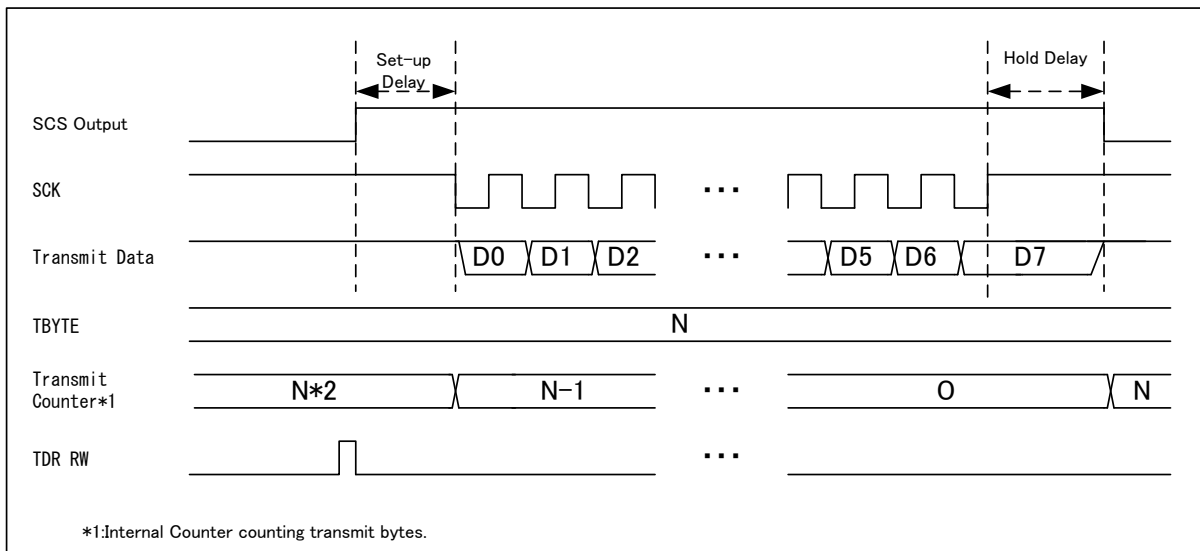 Set-up
Delay
Hold Delay
SCS Output
SCK
...
Transmit Data
D0 D1 D2 ... D5 D6 D7
TBYTE
N
Transmit
Counter*1
N*2 N-1 ... 0 N
TDR RW
...
*1:Internal Counter counting transmit bytes.